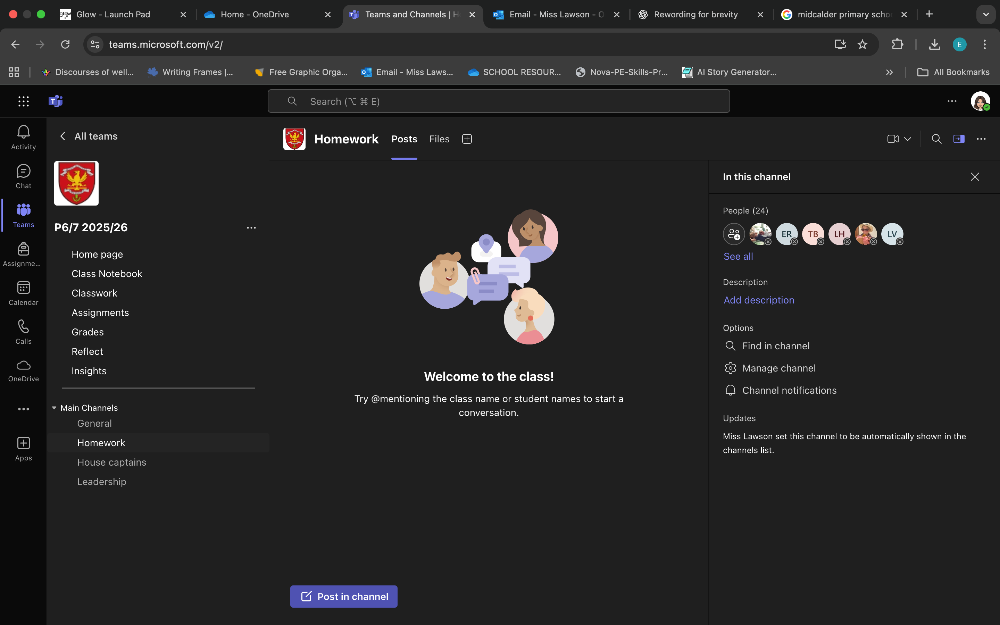 Glow - Launch Pad
Home - OneDrive
Teams and Channels | H
Email - Miss Lawson - O
Rewording for brevity
midcalder primary scho
teams.microsoft.com/v2/
E
Discourses of well...
Writing Frames |...
Free Graphic Orga...
Email - Miss Laws...
SCHOOL RESOUR...
Nova-PE-Skills-Pr...
AI Story Generator...
All Bookmarks
Search (⌥ ⌘ E)
Activity
Chat
Teams
Assignme...
Calendar
Calls
OneDrive
Apps
All teams
P6/7 2025/26
Home page
Class Notebook
Classwork
Assignments
Grades
Reflect
Insights
Main Channels
General
Homework
House captains
Leadership
Homework
Posts
Files
Welcome to the class!
Try @mentioning the class name or student names to start a
conversation.
Post in channel
In this channel
People (24)
ER
TB
LH
LV
See all
Description
Add description
Options
Find in channel
Manage channel
Channel notifications
Updates
Miss Lawson set this channel to be automatically shown in the
channels list.